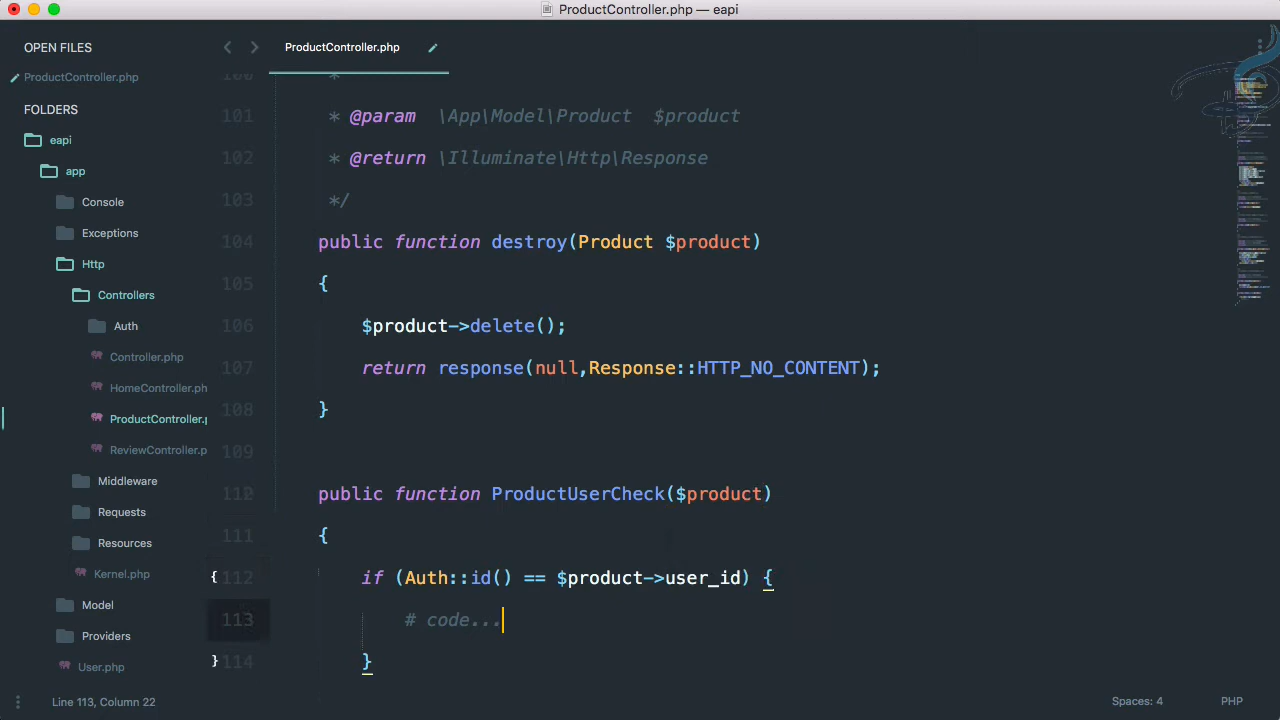 ProductController.php — eapi
OPEN FILES
ProductController.php
FOLDERS
eapi
app
Console
Exceptions
Http
Controllers
Auth
Controller.php
HomeController.ph
ProductController.p
ReviewController.p
Middleware
Requests
Resources
Kernel.php
Model
Providers
User.php
ProductController.php
100 *
101 * @param \App\Model\Product $product
102 * @return \Illuminate\Http\Response
103 */
104 public function destroy(Product $product)
105 {
106 $product->delete();
107 return response(null,Response::HTTP_NO_CONTENT);
108 }
109
110 public function ProductUserCheck($product)
111 {
{ 112 if (Auth::id() == $product->user_id) {
113 # code...
} 114 }
Line 113, Column 22
Spaces: 4
PHP